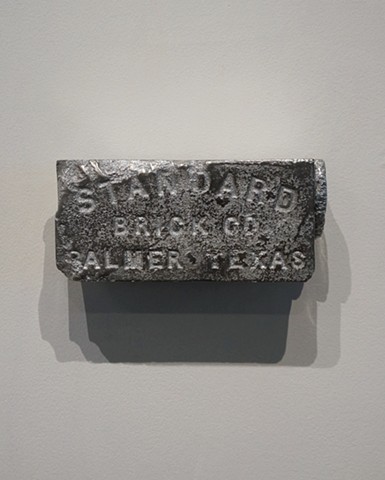 STANDARD
BRICK CO
PALMER TEXAS